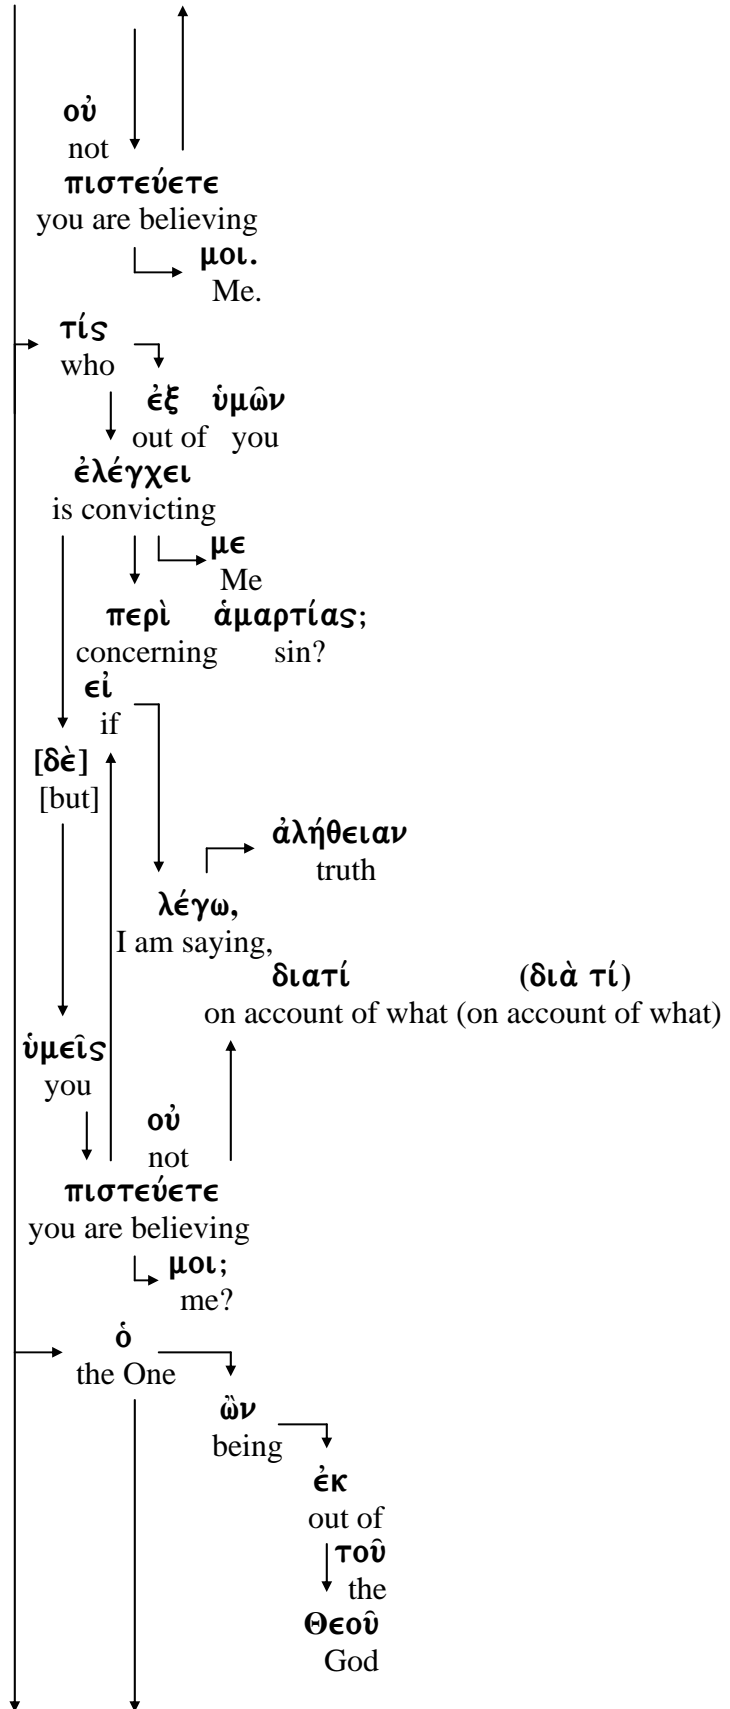 οὐ
not
πιστεύετε
you are believing
μοι.
Me.
τίς
who
ἐξ ὑμῶν
out of you
ἐλέγχει
is convicting
με
Me
περὶ ἁμαρτίας;
concerning sin?
εἰ
if
[δὲ]
[but]
ἀλήθειαν
truth
λέγω,
I am saying,
διατί (διὰ τί)
on account of what (on account of what)
ὑμεῖς
you
οὐ
not
πιστεύετε
you are believing
μοι;
me?
ὁ
the One
ὢν
being
ἐκ
out of
τοῦ
the
Θεοῦ
God